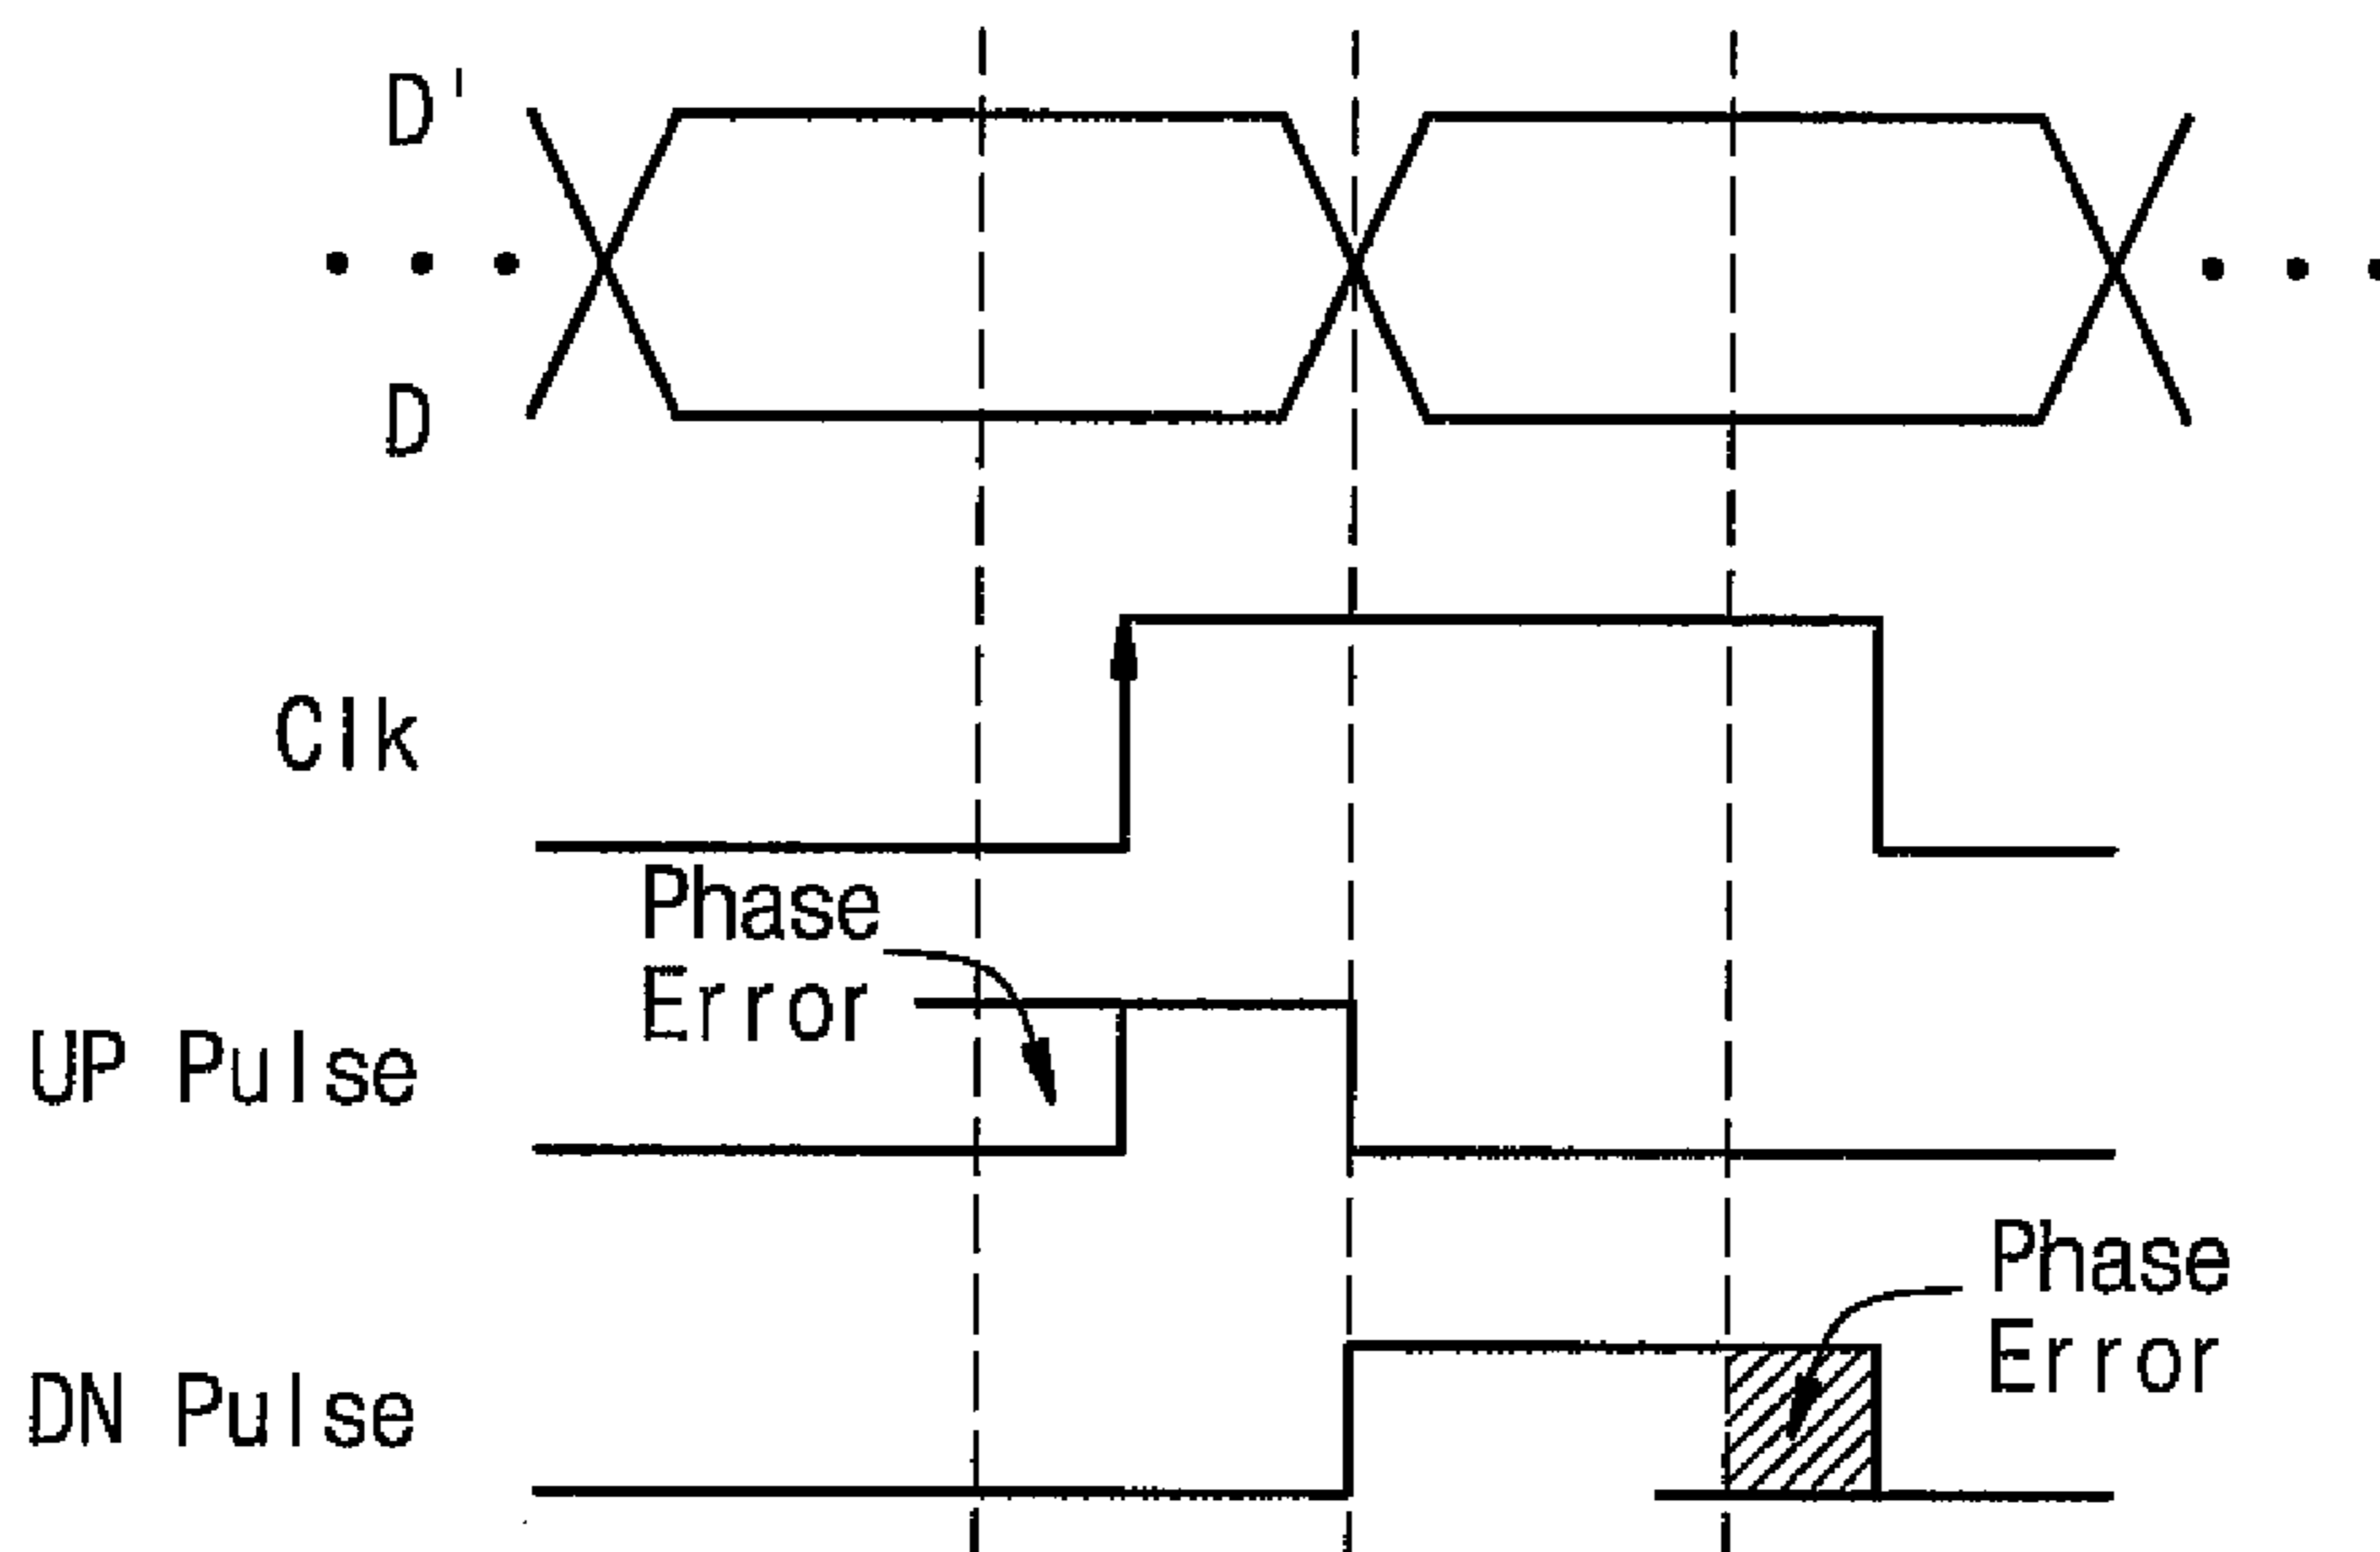 D'
D
Clk
Phase
Error
UP Pulse
Phase
Error
DN Pulse